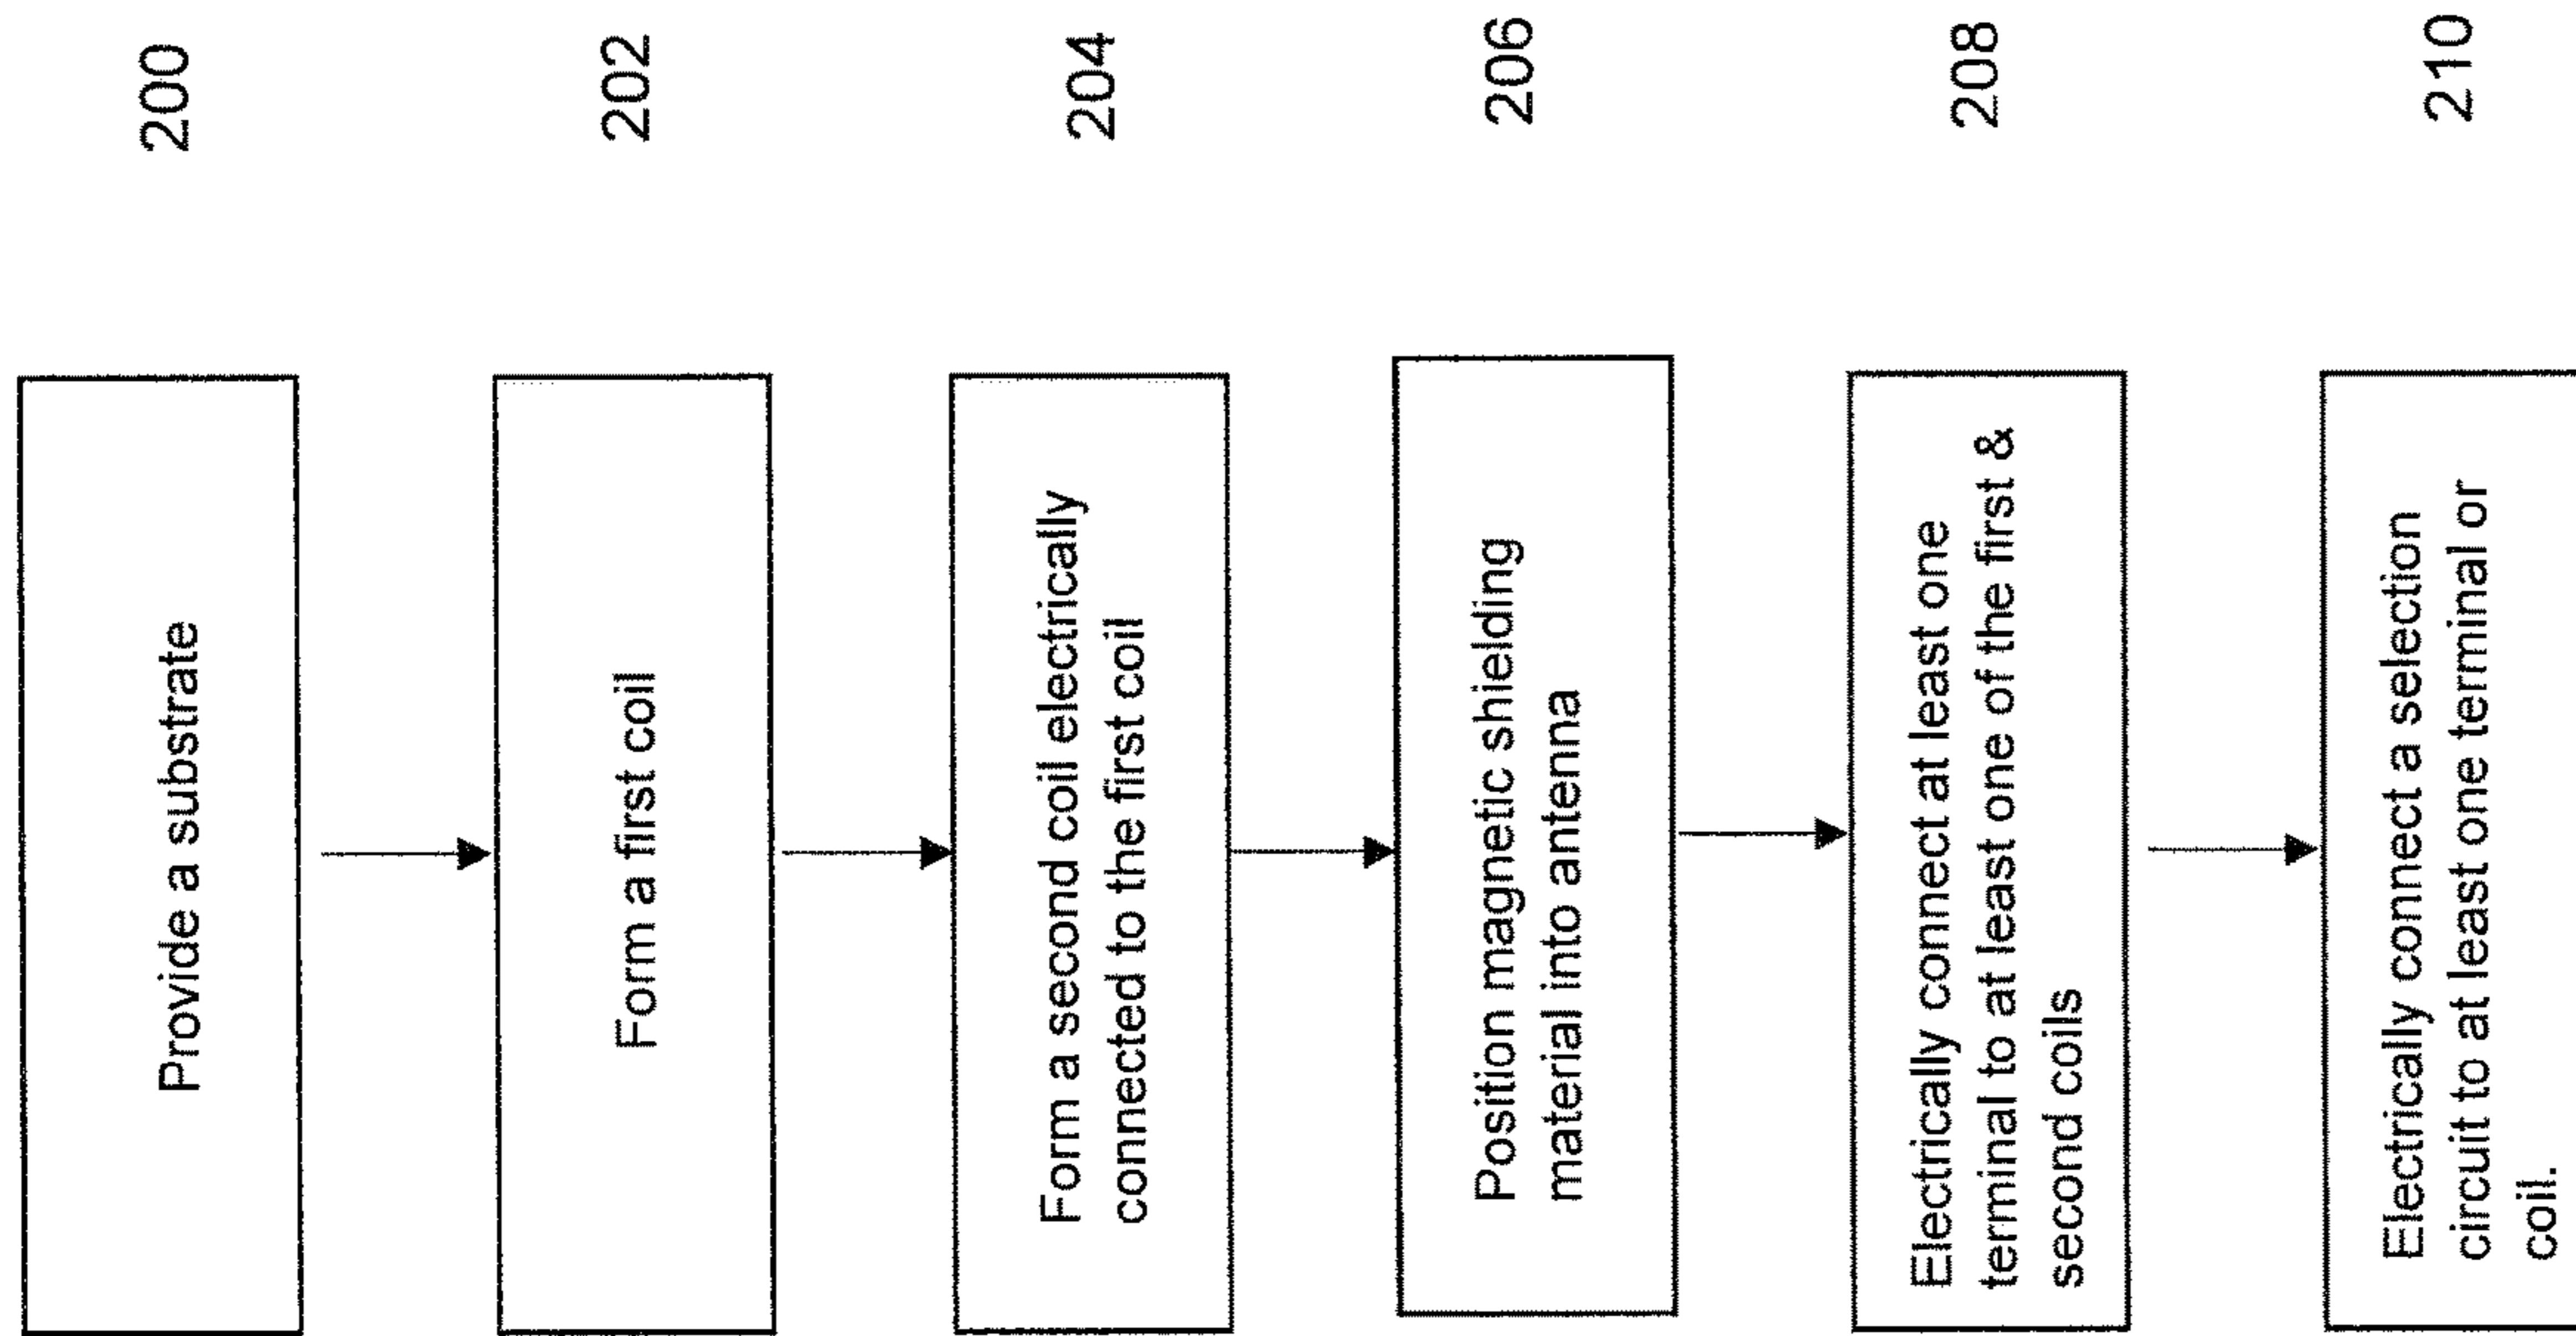 Provide a substrate
200
Form a first coil
202
Form a second coil electrically
connected to the first coil
204
Position magnetic shielding
material into antenna
206
Electrically connect at least one
terminal to at least one of the first &
second coils
208
Electrically connect a selection
circuit to at least one terminal or
coil.
210